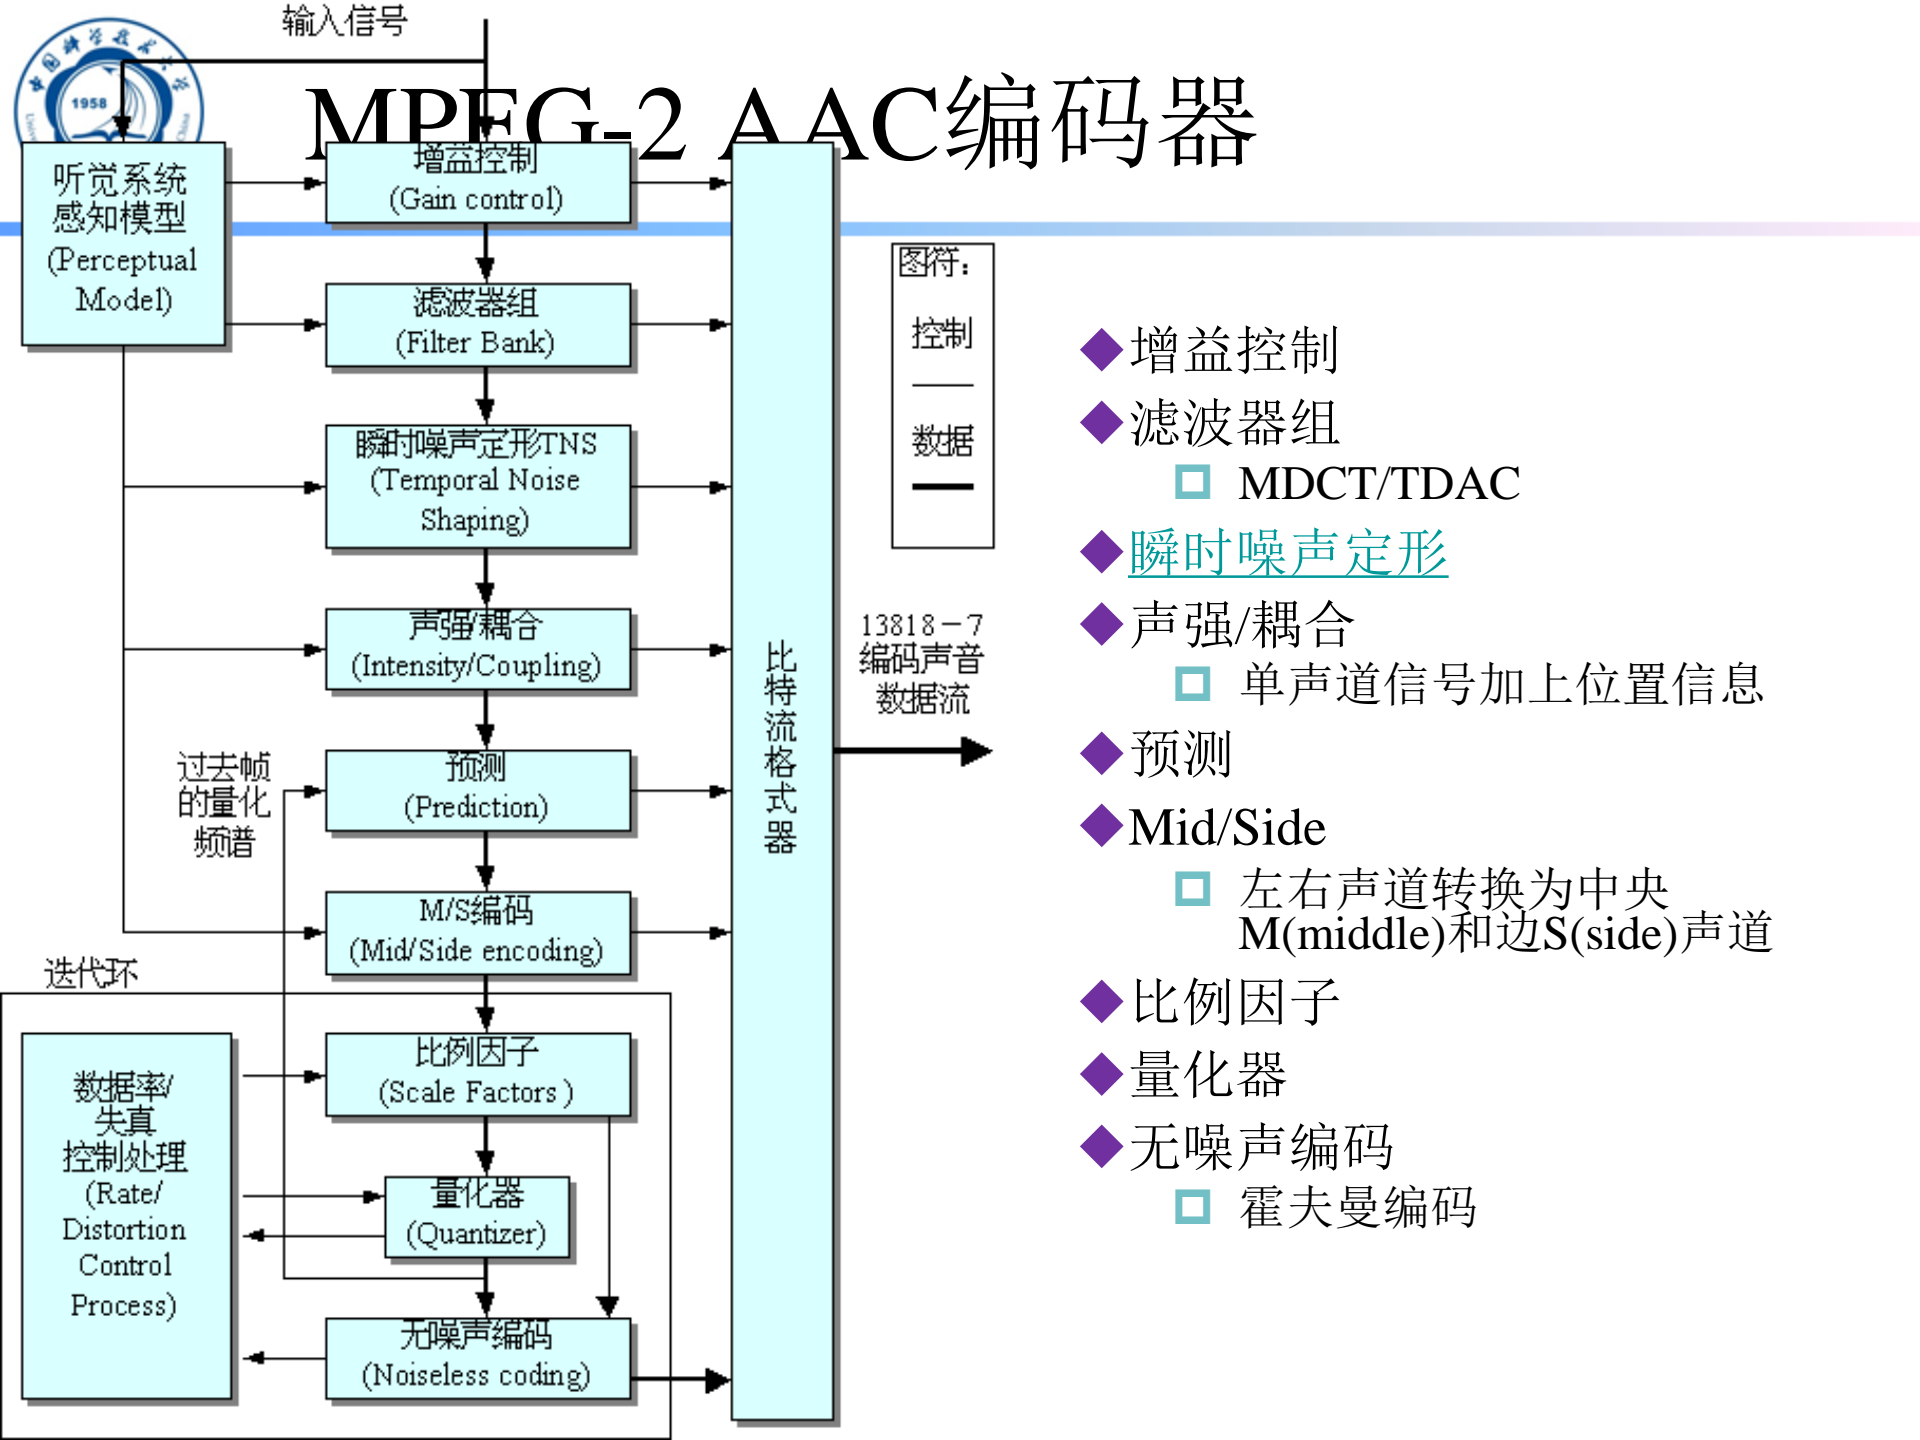 输入信号
中国科学技术大学
1958
MPEG-2 AAC编码器
听觉系统
感知模型
(Perceptual
Model)
增益控制
(Gain control)
滤波器组
(Filter Bank)
瞬时噪声定形TNS
(Temporal Noise
Shaping)
声强/耦合
(Intensity/Coupling)
过去帧
的量化
频谱
预测
(Prediction)
M/S编码
(Mid/Side encoding)
迭代环
数据率/
失真
控制处理
(Rate/
Distortion
Control
Process)
比例因子
(Scale Factors )
量化器
(Quantizer)
无噪声编码
(Noiseless coding)
比
特
流
格
式
器
图符：
控制
数据
13818－7
编码声音
数据流
增益控制
滤波器组
MDCT/TDAC
瞬时噪声定形
声强/耦合
单声道信号加上位置信息
预测
Mid/Side
左右声道转换为中央
M(middle)和边S(side)声道
比例因子
量化器
无噪声编码
霍夫曼编码